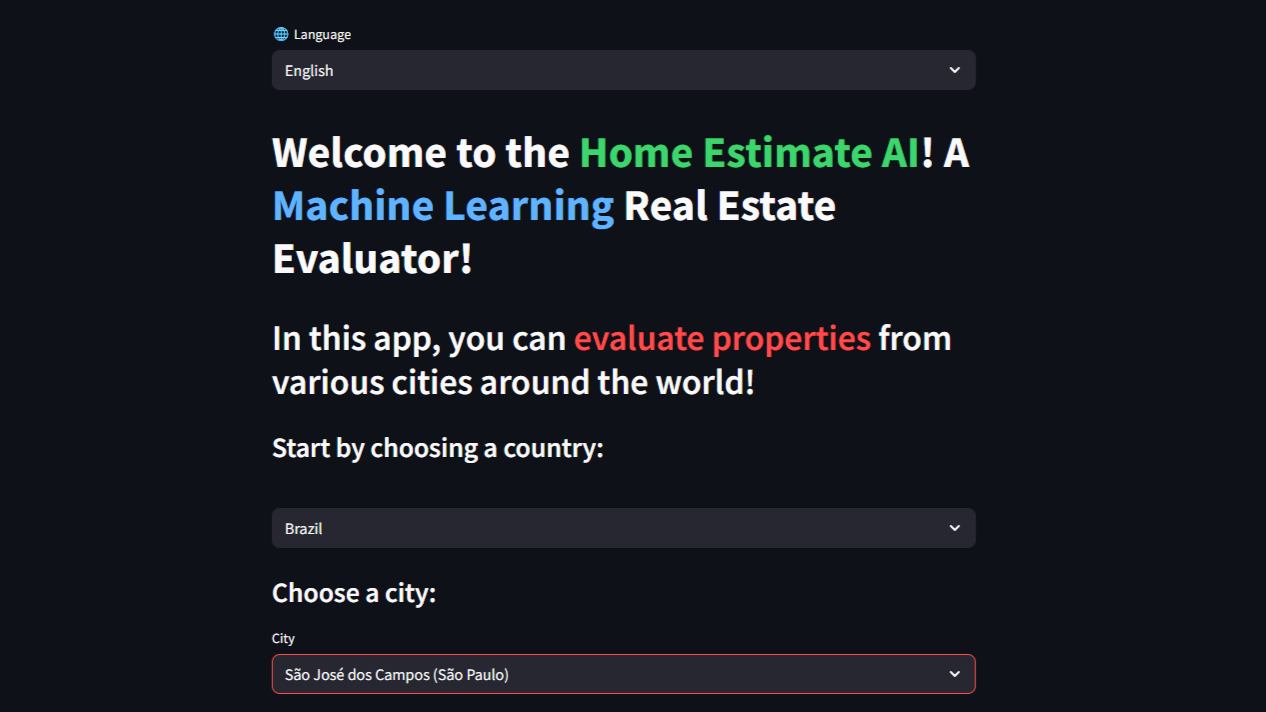 🌐 Language
English
Welcome to the Home Estimate AI! A
Machine Learning Real Estate
Evaluator!
In this app, you can evaluate properties from
various cities around the world!
Start by choosing a country:
Brazil
Choose a city:
City
São José dos Campos (São Paulo)